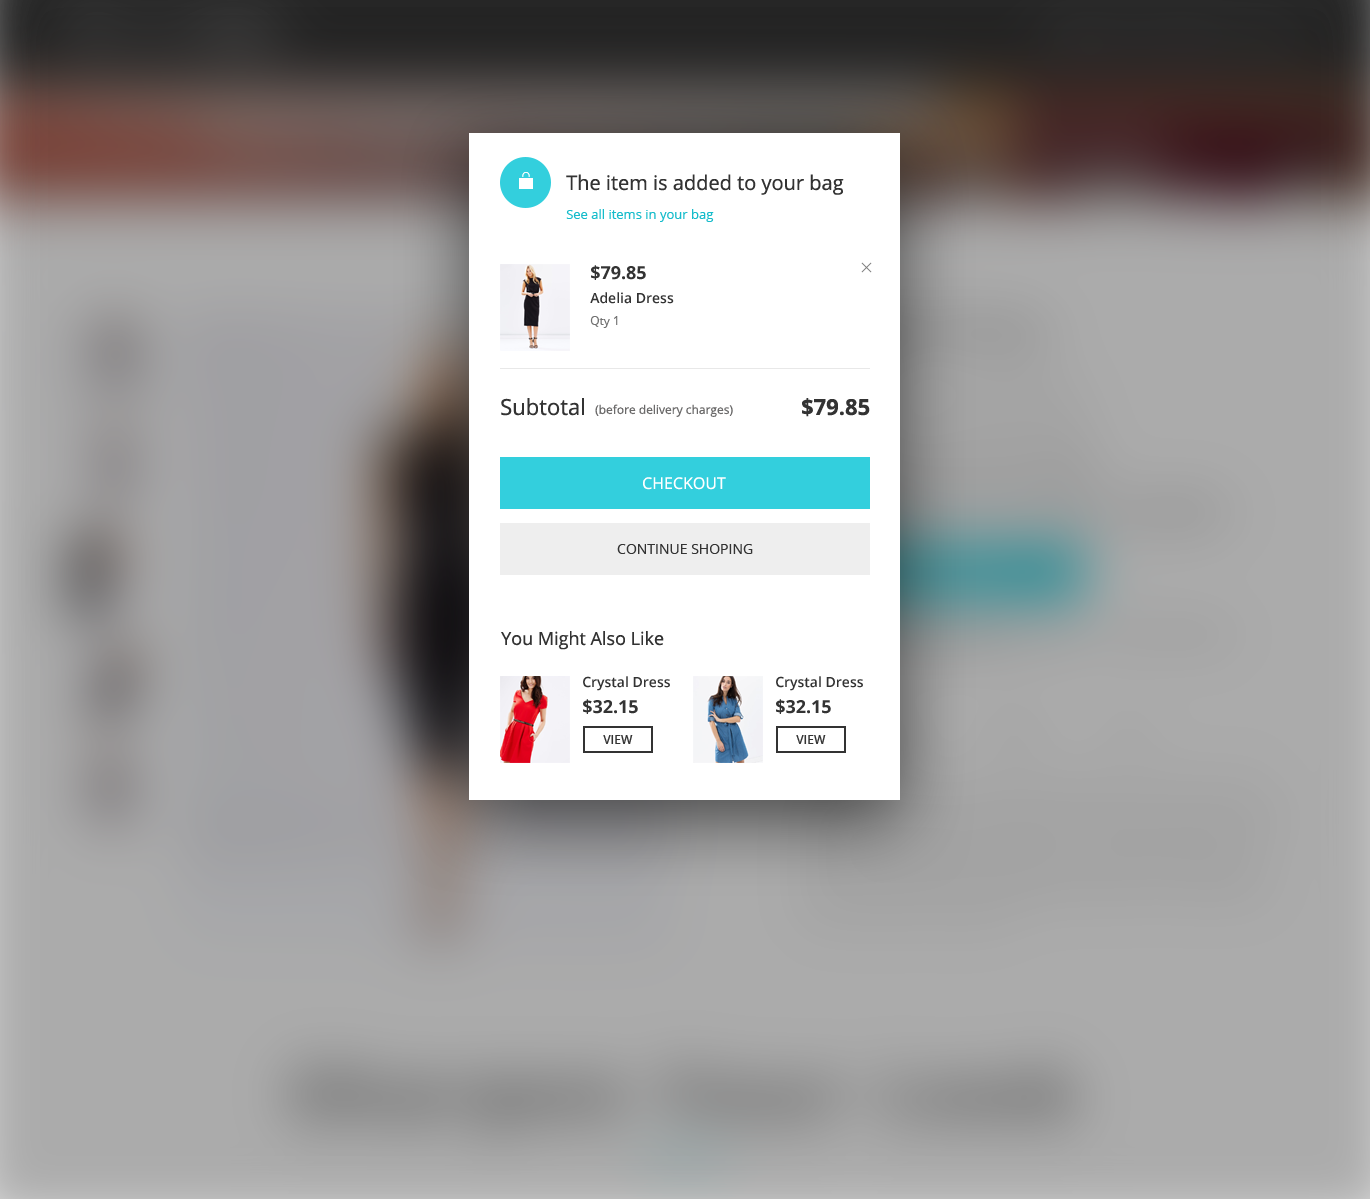 The item is added to your bag
See all items in your bag
$79.85
Adelia Dress
Qty 1
Subtotal (before delivery charges) $79.85
CHECKOUT
CONTINUE SHOPING
You Might Also Like
Crystal Dress
$32.15
VIEW
Crystal Dress
$32.15
VIEW